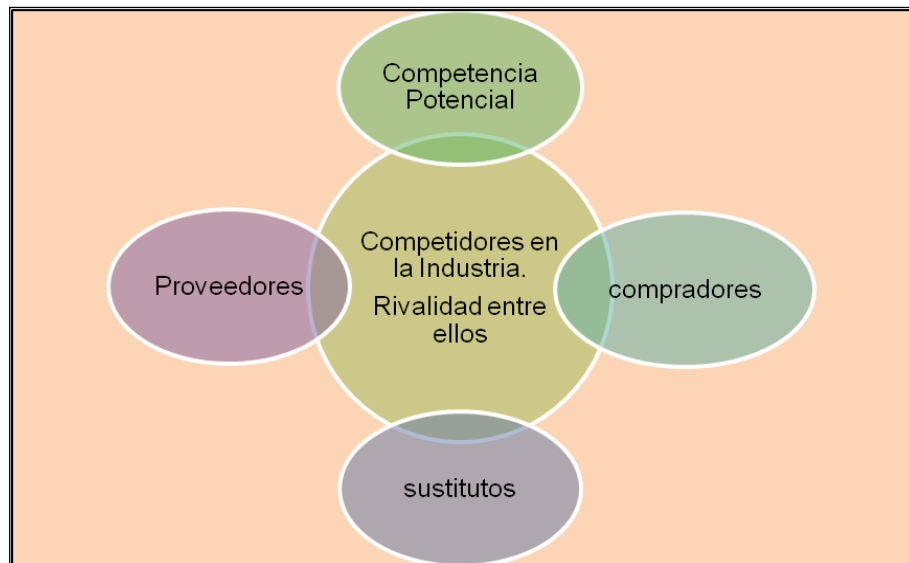 Competencia
Potencial
Proveedores
Competidores en
la Industria.
Rivalidad entre
ellos
compradores
sustitutos